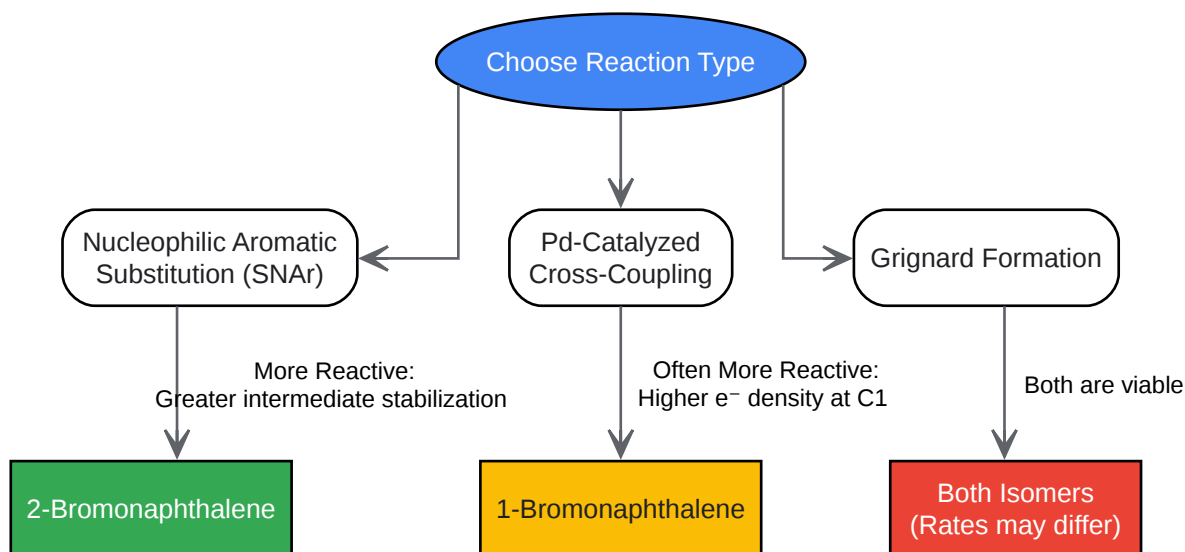 Choose Reaction Type
Nucleophilic Aromatic
Substitution (SNAr)
Pd-Catalyzed
Cross-Coupling
Grignard Formation
More Reactive:
Greater intermediate stabilization
Often More Reactive:
Higher e⁻ density at C1
Both are viable
2-Bromonaphthalene
1-Bromonaphthalene
Both Isomers
(Rates may differ)